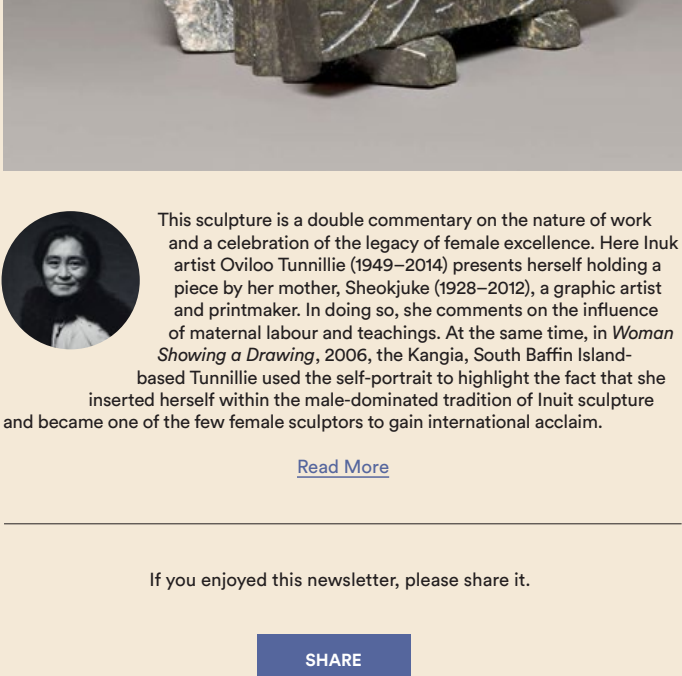 This sculpture is a double commentary on the nature of work
and a celebration of the legacy of female excellence. Here Inuk
artist Oviloo Tunnillie (1949–2014) presents herself holding a
piece by her mother, Sheokjuke (1928–2012), a graphic artist
and printmaker. In doing so, she comments on the influence
of maternal labour and teachings. At the same time, in Woman
Showing a Drawing, 2006, the Kangia, South Baffin Island-
based Tunnillie used the self-portrait to highlight the fact that she
inserted herself within the male-dominated tradition of Inuit sculpture
and became one of the few female sculptors to gain international acclaim.
Read More
If you enjoyed this newsletter, please share it.
SHARE